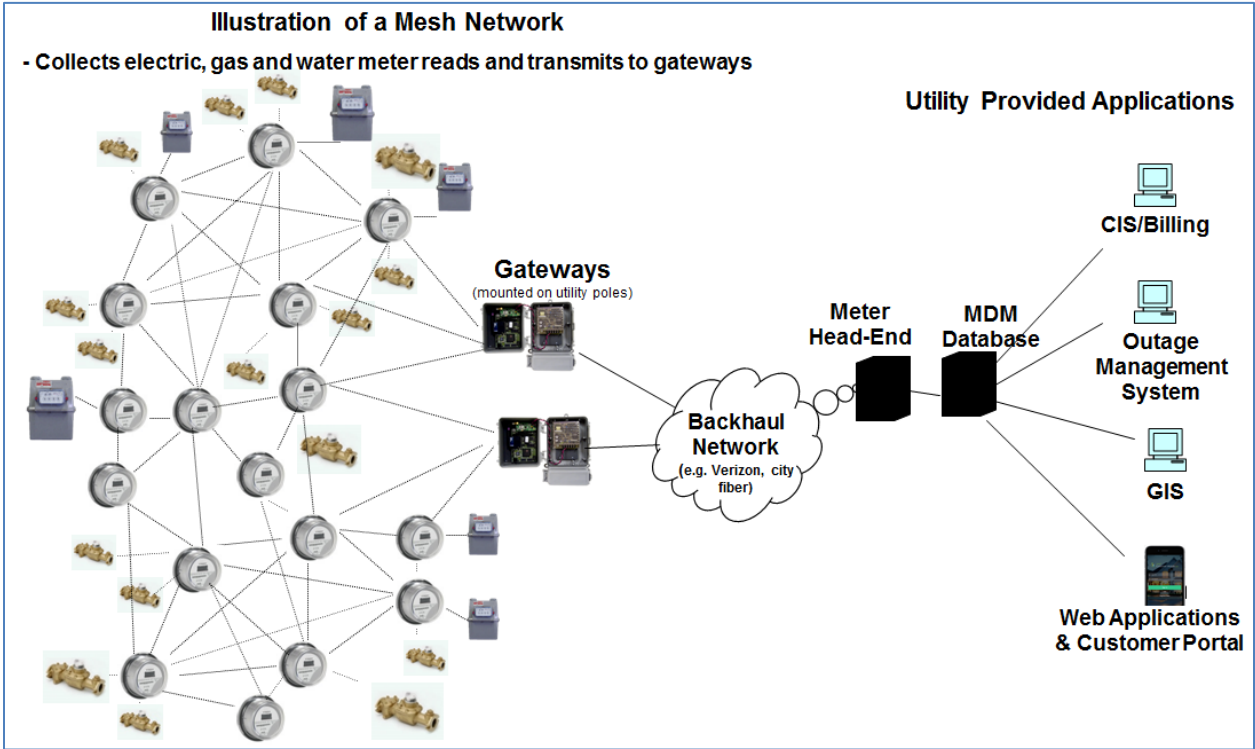 Illustration of a Mesh Network
- Collects electric, gas and water meter reads and transmits to gateways
Utility Provided Applications
CIS/Billing
Gateways
(mounted on utility poles)
Meter
Head-End
MDM
Database
Outage
Management
System
Backhaul
Network
(e.g. Verizon, city
fiber)
GIS
Web Applications
& Customer Portal